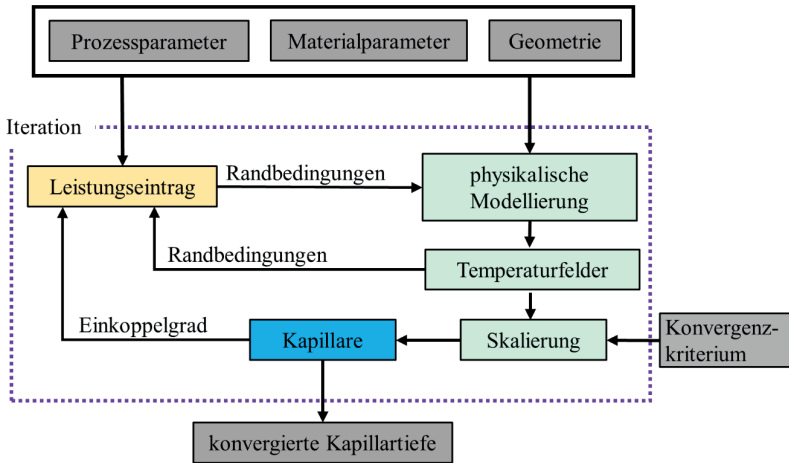 Prozessparameter
Materialparameter
Geometrie
Iteration
Leistungseintrag
Randbedingungen
physikalische
Modellierung
Randbedingungen
Temperaturfelder
Einkoppelgrad
Kapillare
Skalierung
Konvergenz-
kriterium
konvergierte Kapillartiefe